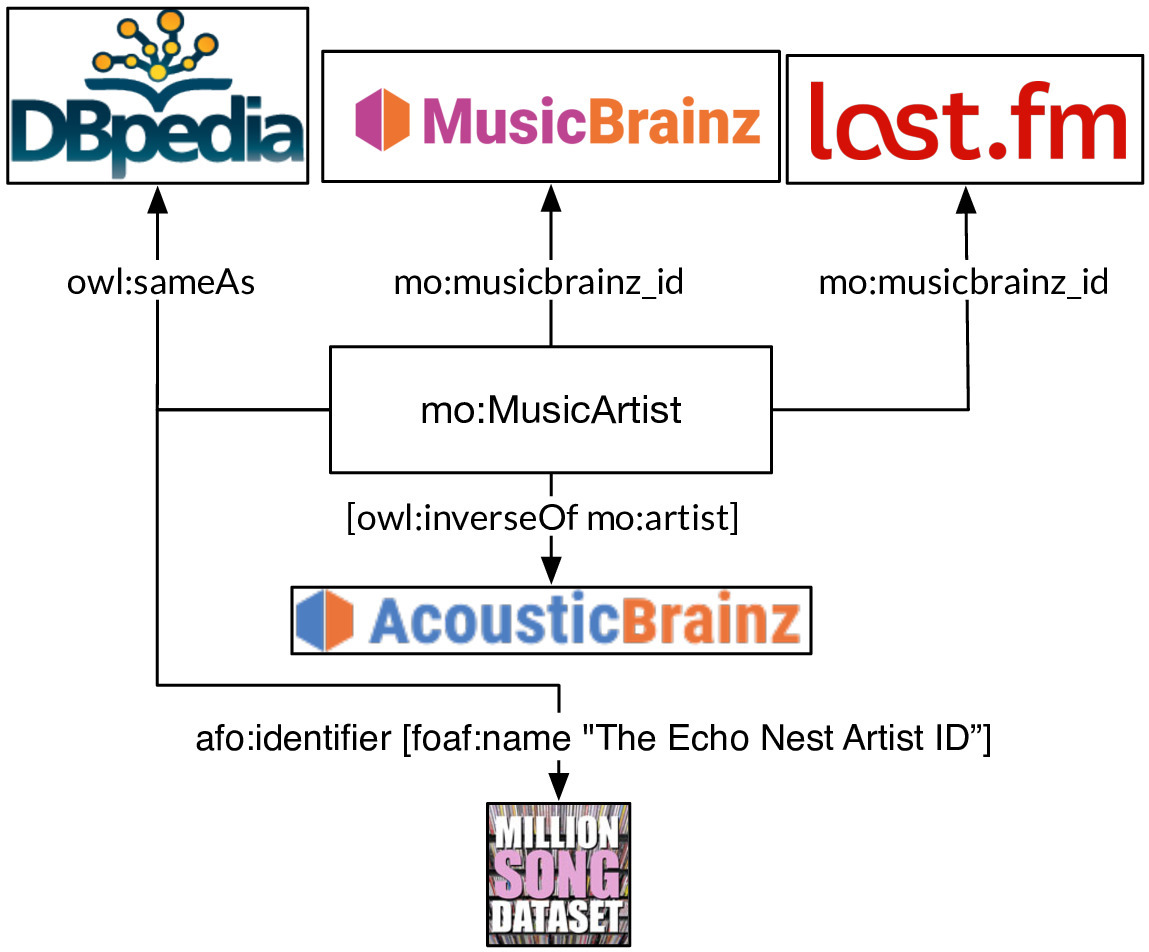 DBpedia
MusicBrainz
last.fm
owl:sameAs
mo:musicbrainz_id
mo:musicbrainz_id
mo:MusicArtist
[owl:inverseOf mo:artist]
AcousticBrainz
afo:identifier [foaf:name "The Echo Nest Artist ID”]
MILLION
SONG
DATASET